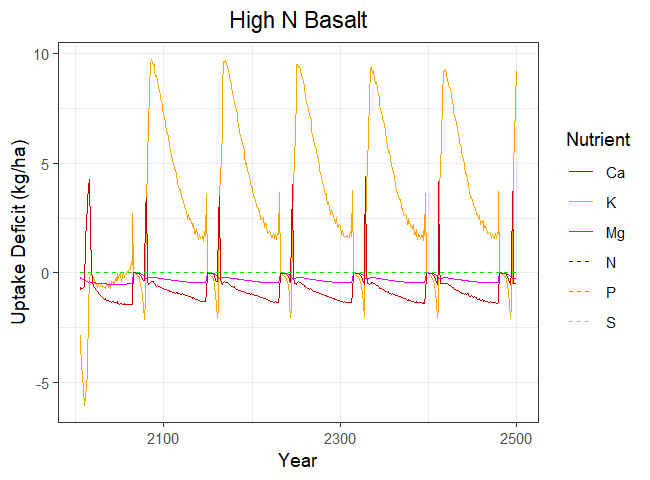 High N Basalt
Uptake Deficit (kg/ha)
10
5
0
-5
2100
2300
2500
Year
Nutrient
Ca
K
Mg
N
P
S